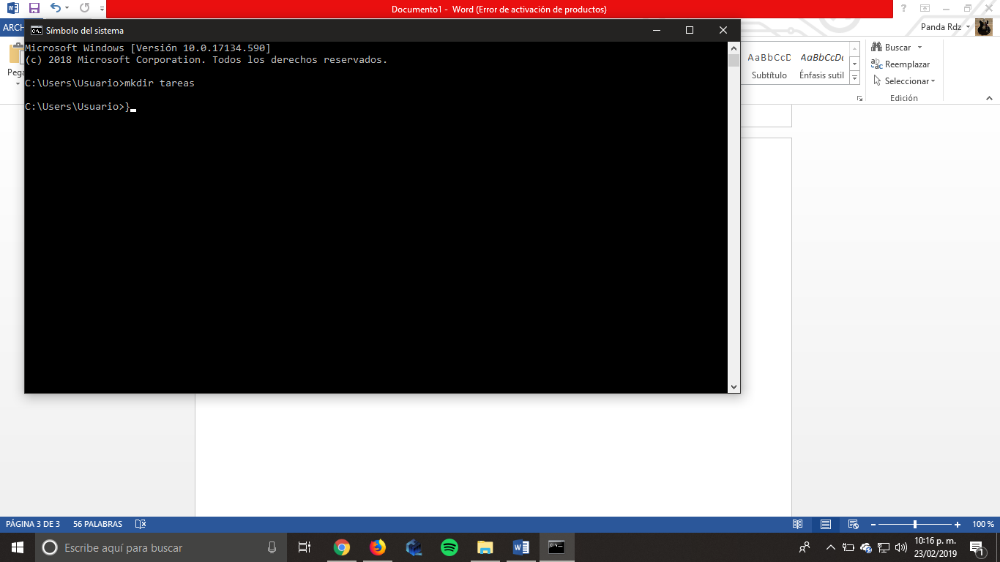 Documento1 - Word (Error de activación de productos)
ARCH
Panda Rdz
Símbolo del sistema
Microsoft Windows [Versión 10.0.17134.590]
(c) 2018 Microsoft Corporation. Todos los derechos reservados.
C:\Users\Usuario>mkdir tareas
C:\Users\Usuario>}
Pega
AaBbCcD AaBbCcDc
Subtítulo Énfasis sutil
Buscar
Reemplazar
Seleccionar
Edición
PÁGINA 3 DE 3 56 PALABRAS
100 %
Escribe aquí para buscar
10:16 p. m.
23/02/2019
1